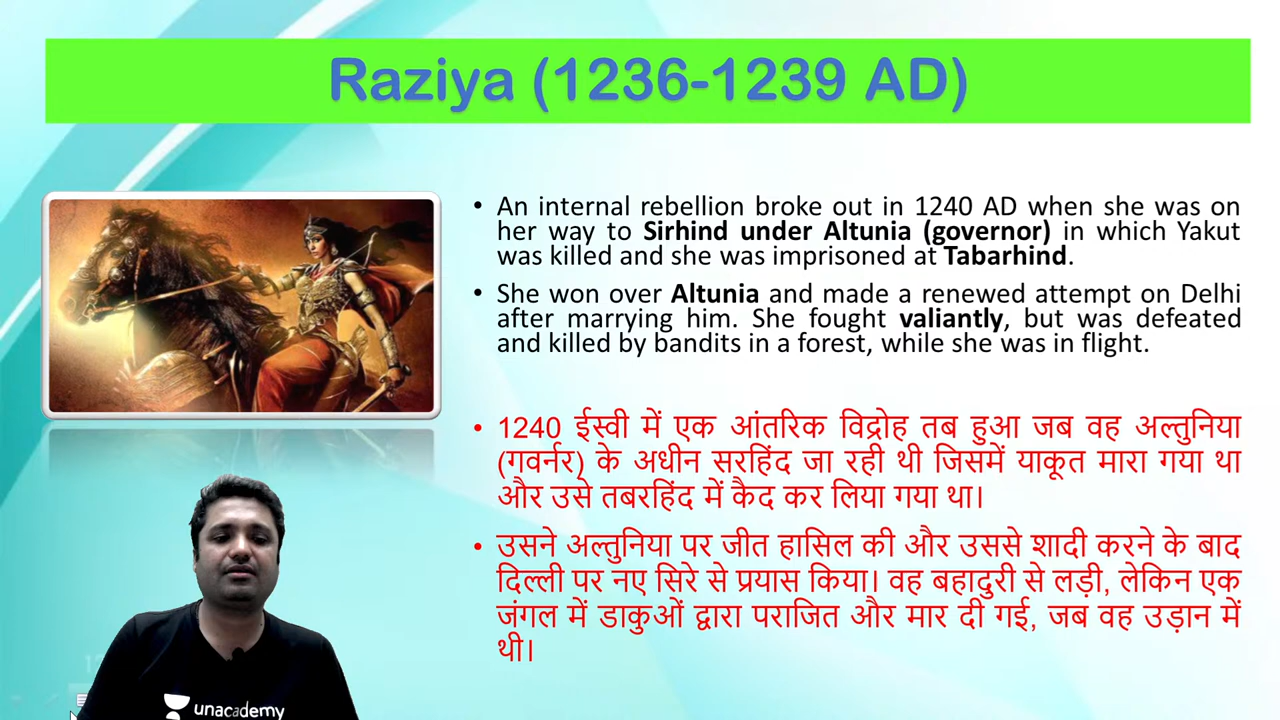 Raziya (1236-1239 AD)
• An internal rebellion broke out in 1240 AD when she was on
her way to Sirhind under Altunia (governor) in which Yakut
was killed and she was imprisoned at Tabarhind.
• She won over Altunia and made a renewed attempt on Delhi
after marrying him. She fought valiantly, but was defeated
and killed by bandits in a forest, while she was in flight.
• 1240 ईस्वी में एक आंतरिक विद्रोह तब हुआ जब वह अल्तुनिया
(गवर्नर) के अधीन सरहिंद जा रही थी जिसमें याकूत मारा गया था
और उसे तबरहिंद में कैद कर लिया गया था।
• उसने अल्तुनिया पर जीत हासिल की और उससे शादी करने के बाद
दिल्ली पर नए सिरे से प्रयास किया। वह बहादुरी से लड़ी, लेकिन एक
जंगल में डाकुओं द्वारा पराजित और मार दी गई, जब वह उड़ान में
थी।
unacademy